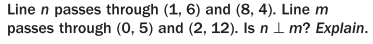 Line n passes through (1, 6) and (8, 4). Line m
passes through (0, 5) and (2, 12). Is n ⊥ m? Explain.